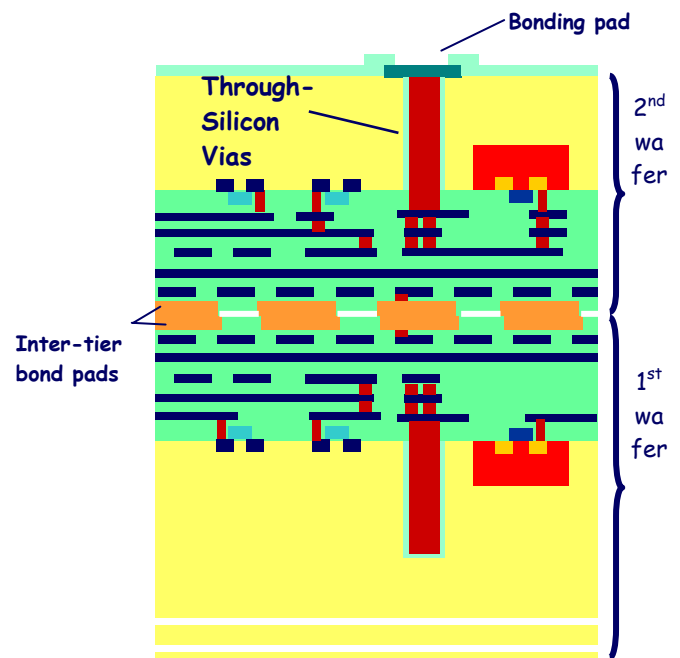 Bonding pad
Through-
Silicon
Vias
2nd
wa
fer
Inter-tier
bond pads
1st
wa
fer